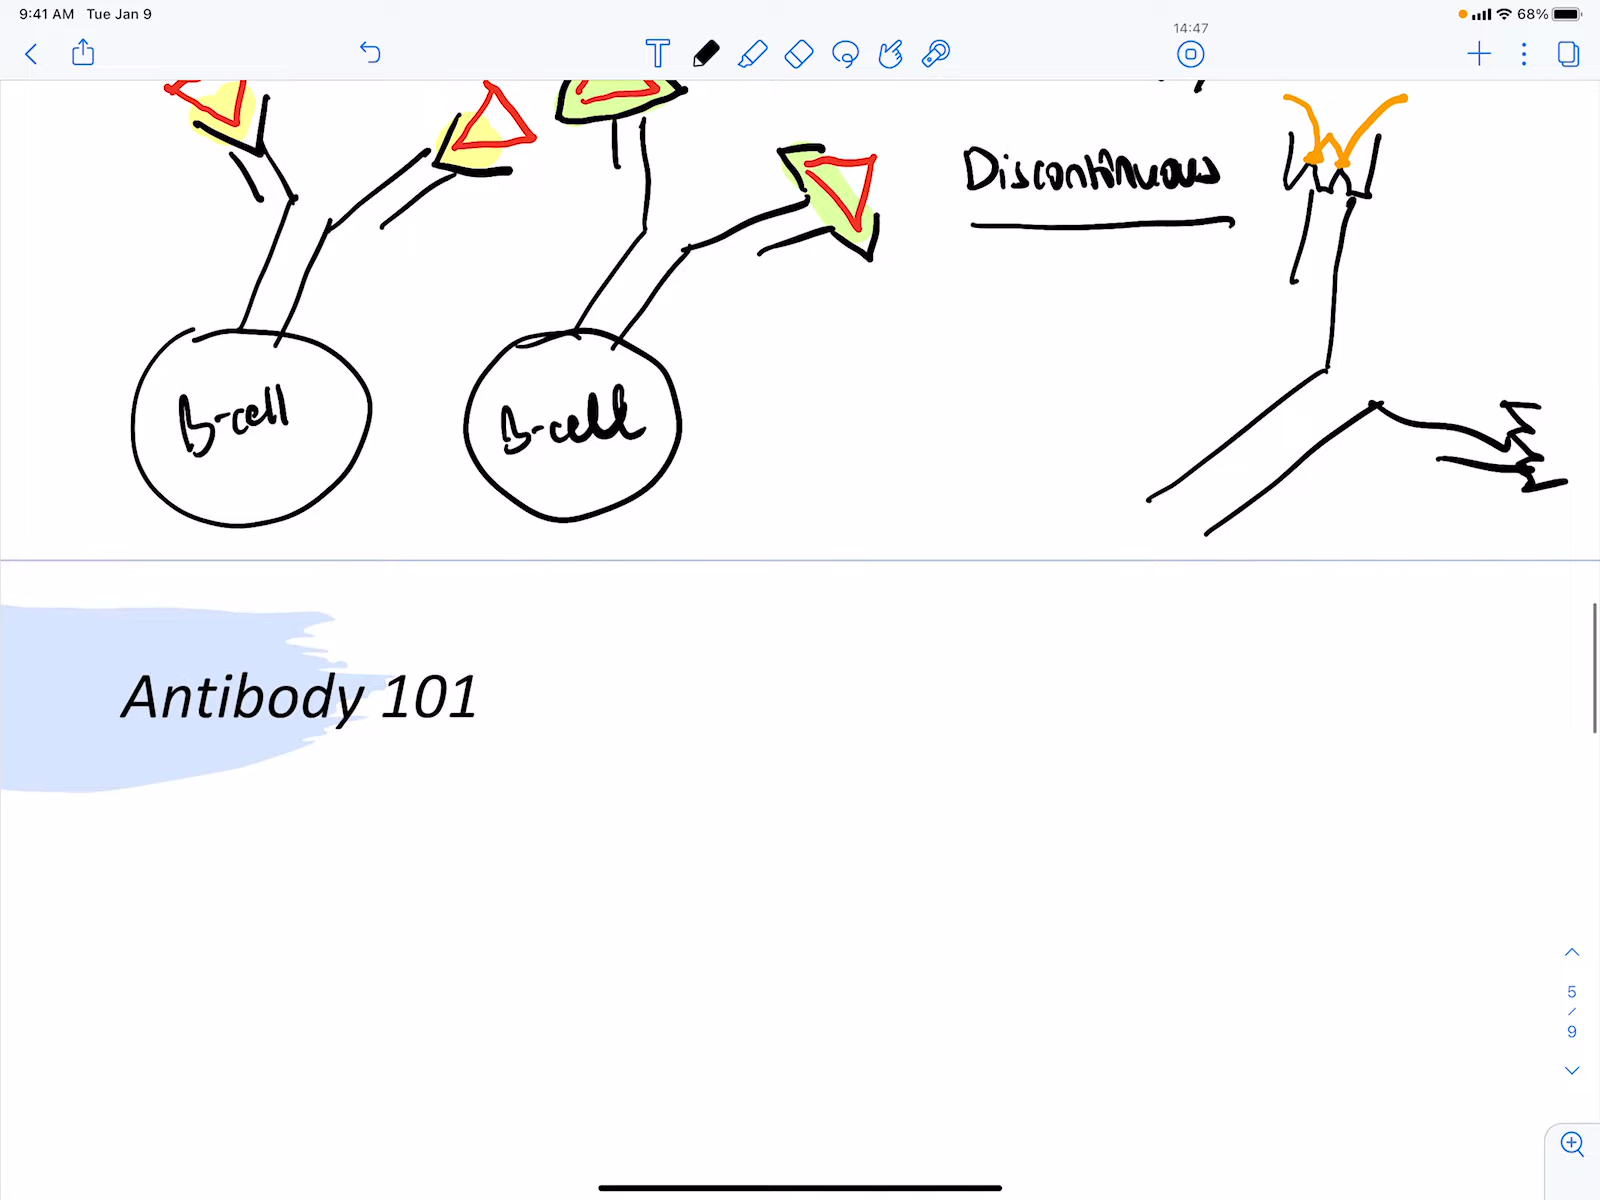 9:41 AM Tue Jan 9
68%
14:47
Discontinuous
B-cell
B-cell
Antibody 101
5
/
9